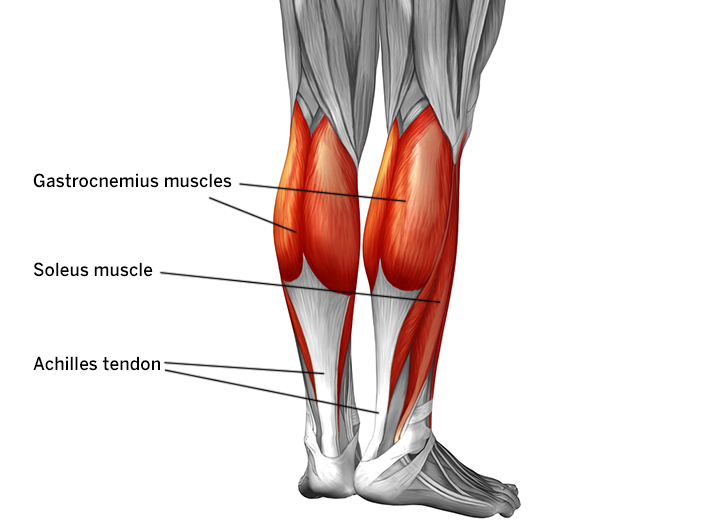 Gastrocnemius muscles
Soleus muscle
Achilles tendon